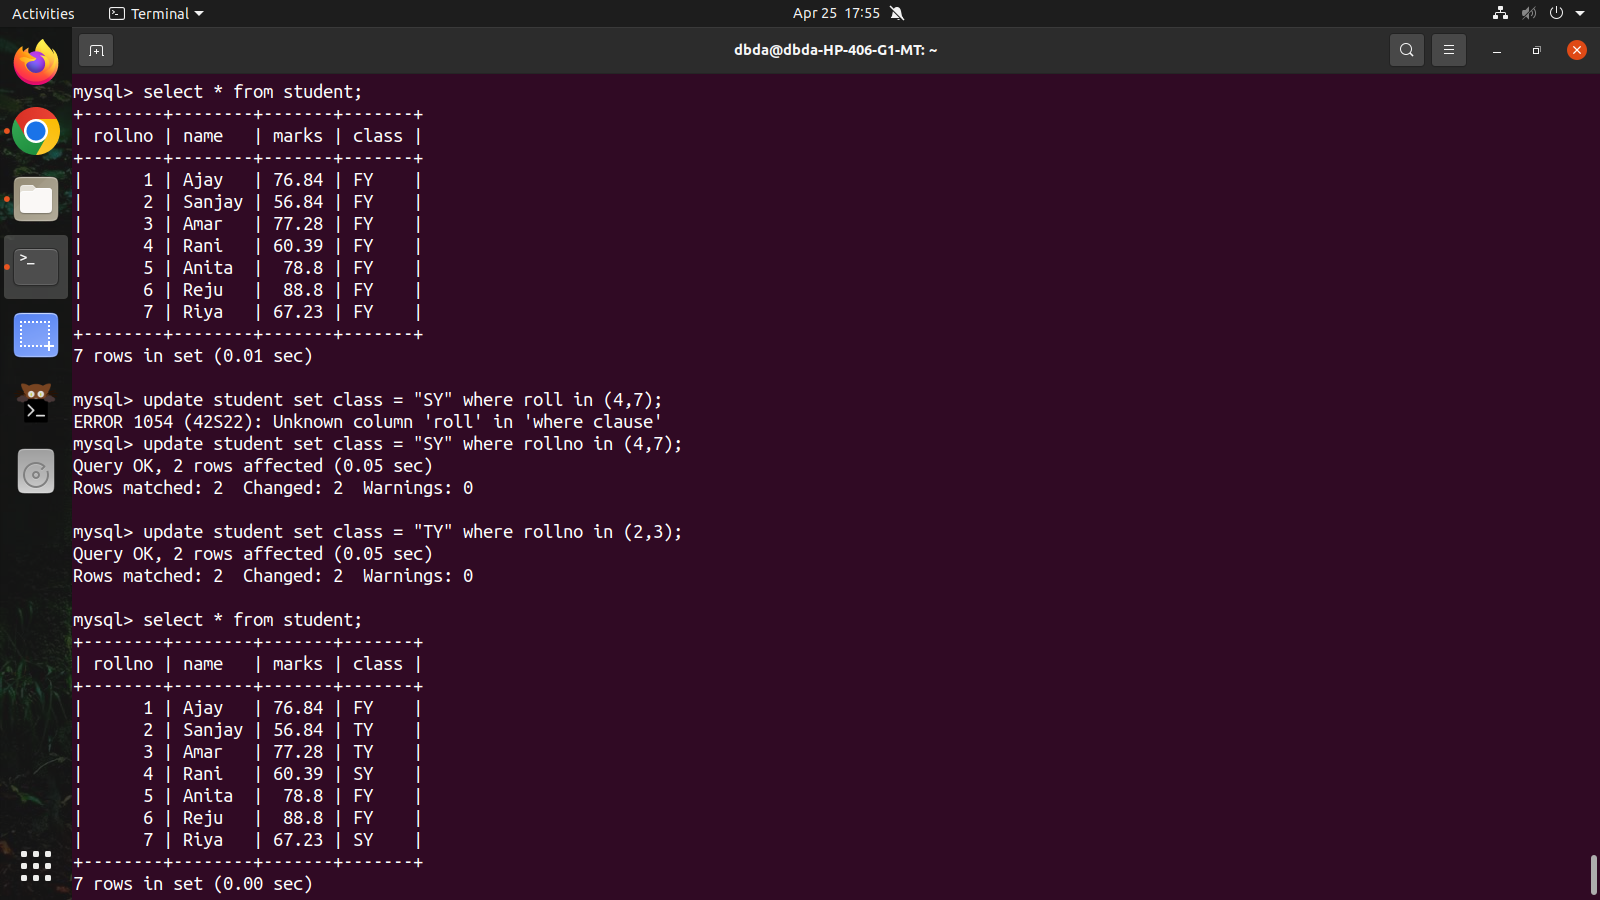 Activities Terminal Apr 25 17:55
dbda@dbda-HP-406-G1-MT: ~
mysql> select * from student;
+--------+--------+-------+-------+
| rollno | name   | marks | class |
+--------+--------+-------+-------+
|      1 | Ajay   | 76.84 | FY    |
|      2 | Sanjay | 56.84 | FY    |
|      3 | Amar   | 77.28 | FY    |
|      4 | Rani   | 60.39 | FY    |
|      5 | Anita  |  78.8 | FY    |
|      6 | Reju   |  88.8 | FY    |
|      7 | Riya   | 67.23 | FY    |
+--------+--------+-------+-------+
7 rows in set (0.01 sec)

mysql> update student set class = "SY" where roll in (4,7);
ERROR 1054 (42S22): Unknown column 'roll' in 'where clause'
mysql> update student set class = "SY" where rollno in (4,7);
Query OK, 2 rows affected (0.05 sec)
Rows matched: 2  Changed: 2  Warnings: 0

mysql> update student set class = "TY" where rollno in (2,3);
Query OK, 2 rows affected (0.05 sec)
Rows matched: 2  Changed: 2  Warnings: 0

mysql> select * from student;
+--------+--------+-------+-------+
| rollno | name   | marks | class |
+--------+--------+-------+-------+
|      1 | Ajay   | 76.84 | FY    |
|      2 | Sanjay | 56.84 | TY    |
|      3 | Amar   | 77.28 | TY    |
|      4 | Rani   | 60.39 | SY    |
|      5 | Anita  |  78.8 | FY    |
|      6 | Reju   |  88.8 | FY    |
|      7 | Riya   | 67.23 | SY    |
+--------+--------+-------+-------+
7 rows in set (0.00 sec)